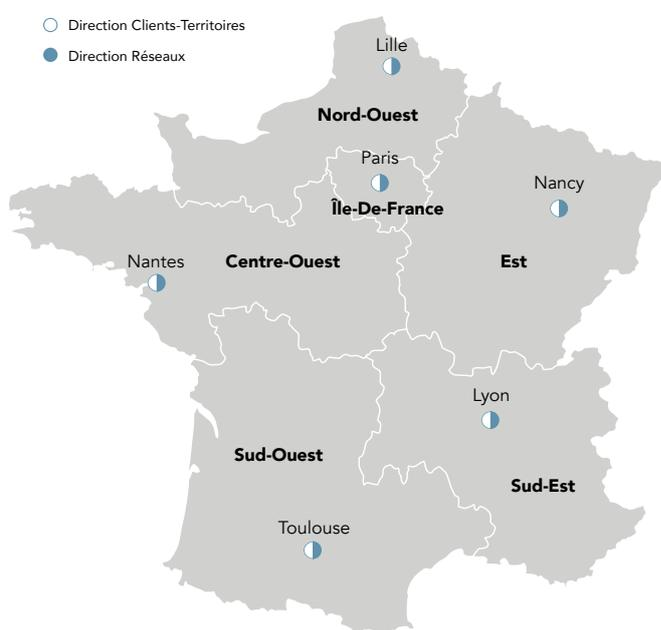 Direction Clients-Territoires
Direction Réseaux
Lille
Nord-Ouest
Paris
Île-De-France
Nancy
Nantes
Centre-Ouest
Est
Lyon
Sud-Ouest
Sud-Est
Toulouse